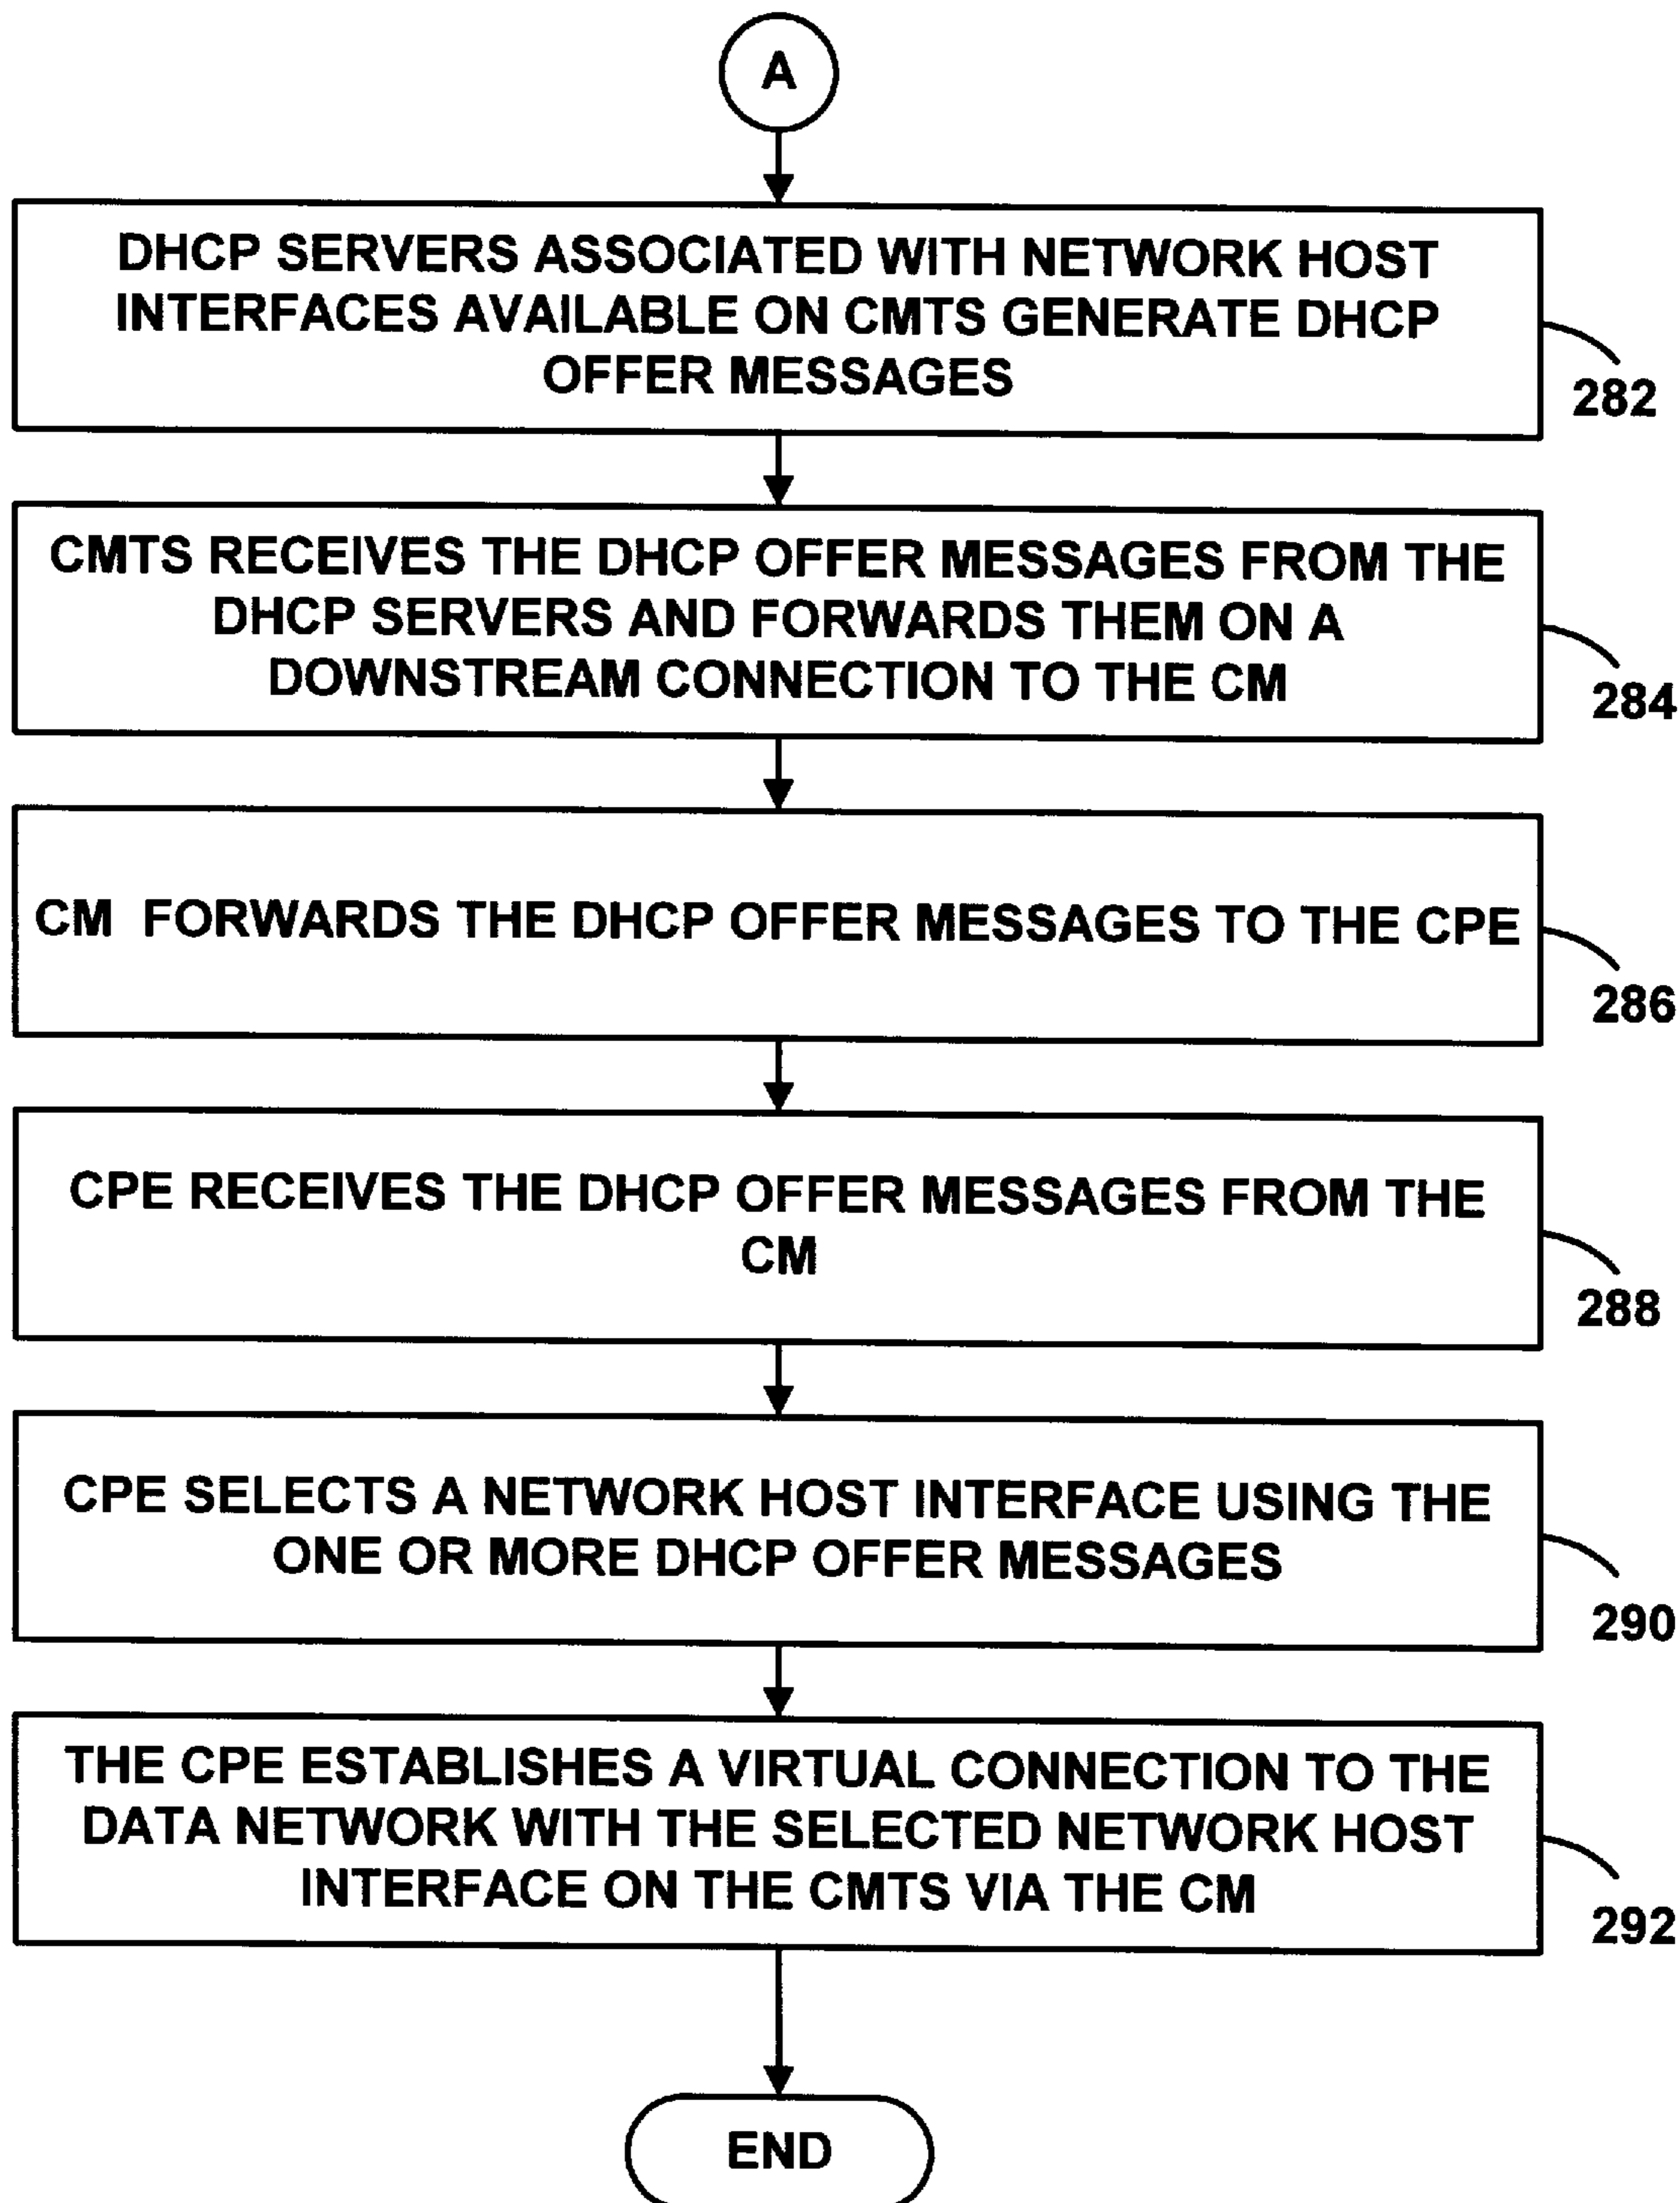 A
DHCP SERVERS ASSOCIATED WITH NETWORK HOST
INTERFACES AVAILABLE ON CMTS GENERATE DHCP
OFFER MESSAGES
282
CMTS RECEIVES THE DHCP OFFER MESSAGES FROM THE
DHCP SERVERS AND FORWARDS THEM ON A
DOWNSTREAM CONNECTION TO THE CM
284
CM FORWARDS THE DHCP OFFER MESSAGES TO THE CPE
286
CPE RECEIVES THE DHCP OFFER MESSAGES FROM THE
CM
288
CPE SELECTS A NETWORK HOST INTERFACE USING THE
ONE OR MORE DHCP OFFER MESSAGES
290
THE CPE ESTABLISHES A VIRTUAL CONNECTION TO THE
DATA NETWORK WITH THE SELECTED NETWORK HOST
INTERFACE ON THE CMTS VIA THE CM
292
END